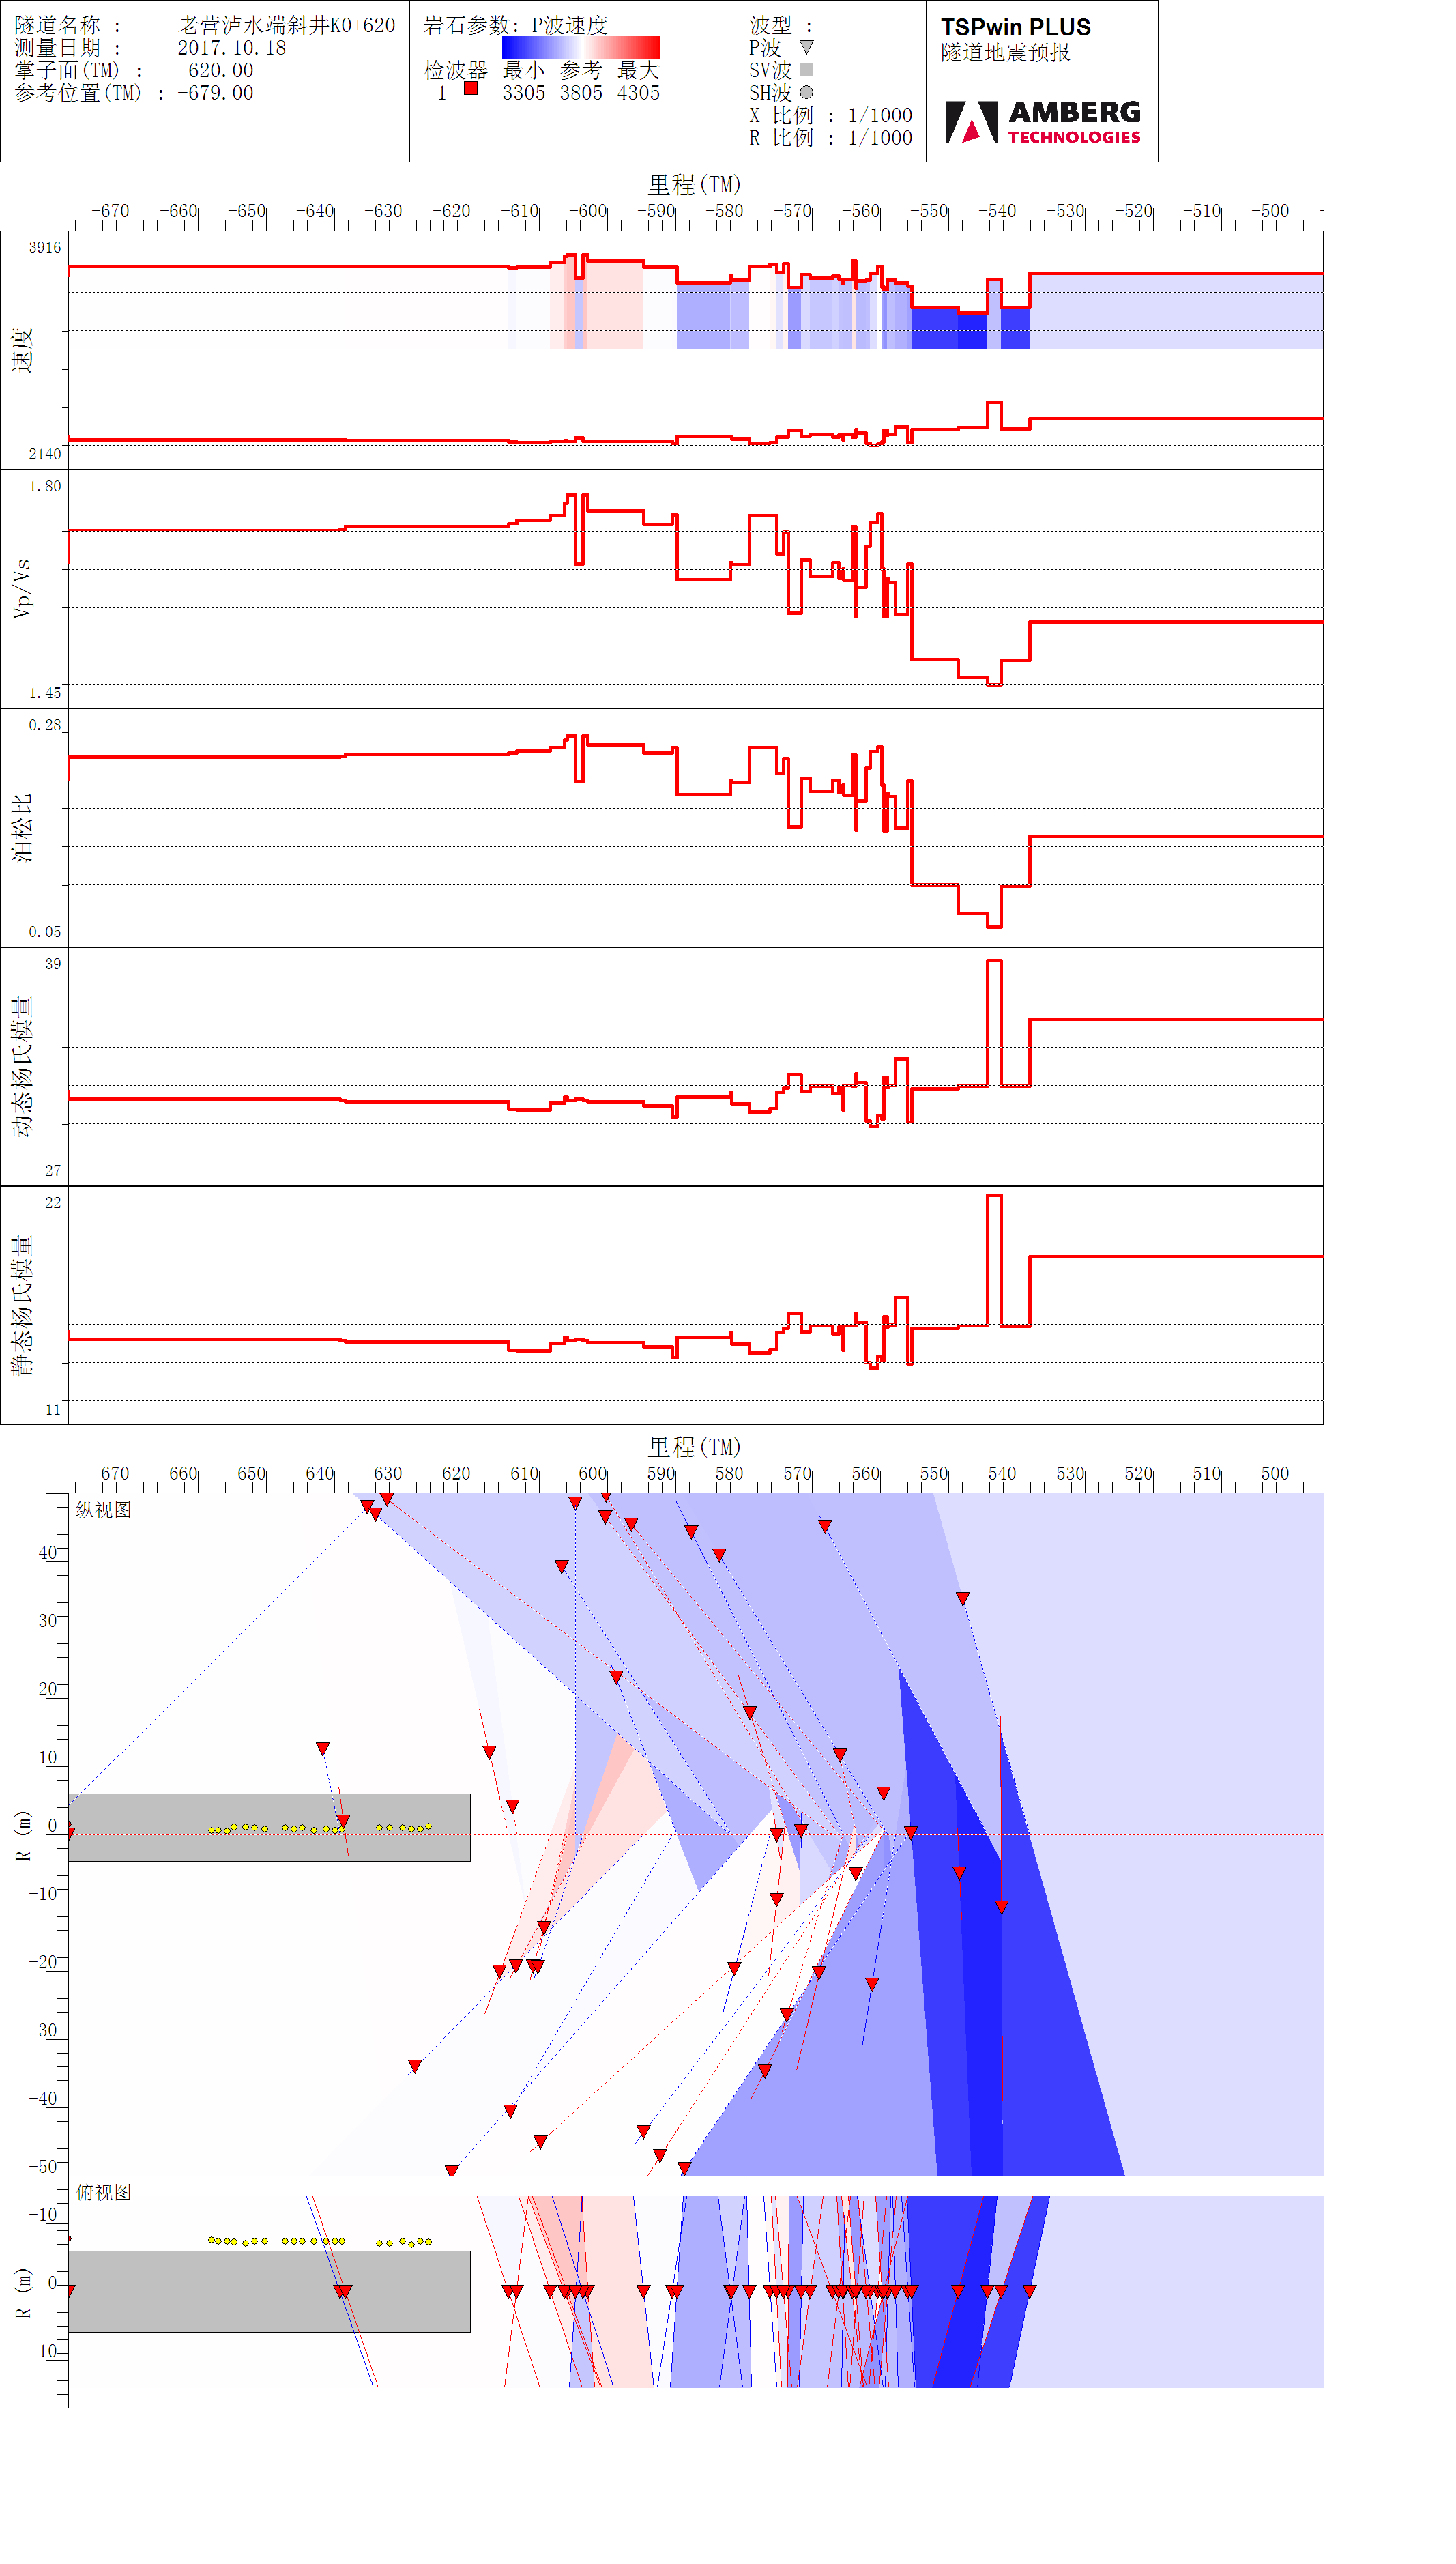 隧道名称 : 老营泸水端斜井K0+620
测量日期 : 2017.10.18
掌子面(TM) : -620.00
参考位置(TM) : -679.00
岩石参数: P波速度
检波器 最小 参考 最大
1 3305 3805 4305
波型 :
P波
SV波
SH波
X 比例 : 1/1000
R 比例 : 1/1000
TSPwin PLUS
隧道地震预报
AMBERG
TECHNOLOGIES
里程(TM)
-670 -660 -650 -640 -630 -620 -610 -600 -590 -580 -570 -560 -550 -540 -530 -520 -510 -500
3916
速度
2140
1.80
Vp/Vs
1.45
0.28
泊松比
0.05
39
动态杨氏模量
27
22
静态杨氏模量
11
里程(TM)
-670 -660 -650 -640 -630 -620 -610 -600 -590 -580 -570 -560 -550 -540 -530 -520 -510 -500
纵视图
40
30
20
10
0
R (m)
-10
-20
-30
-40
-50
俯视图
-10
0
R (m)
10